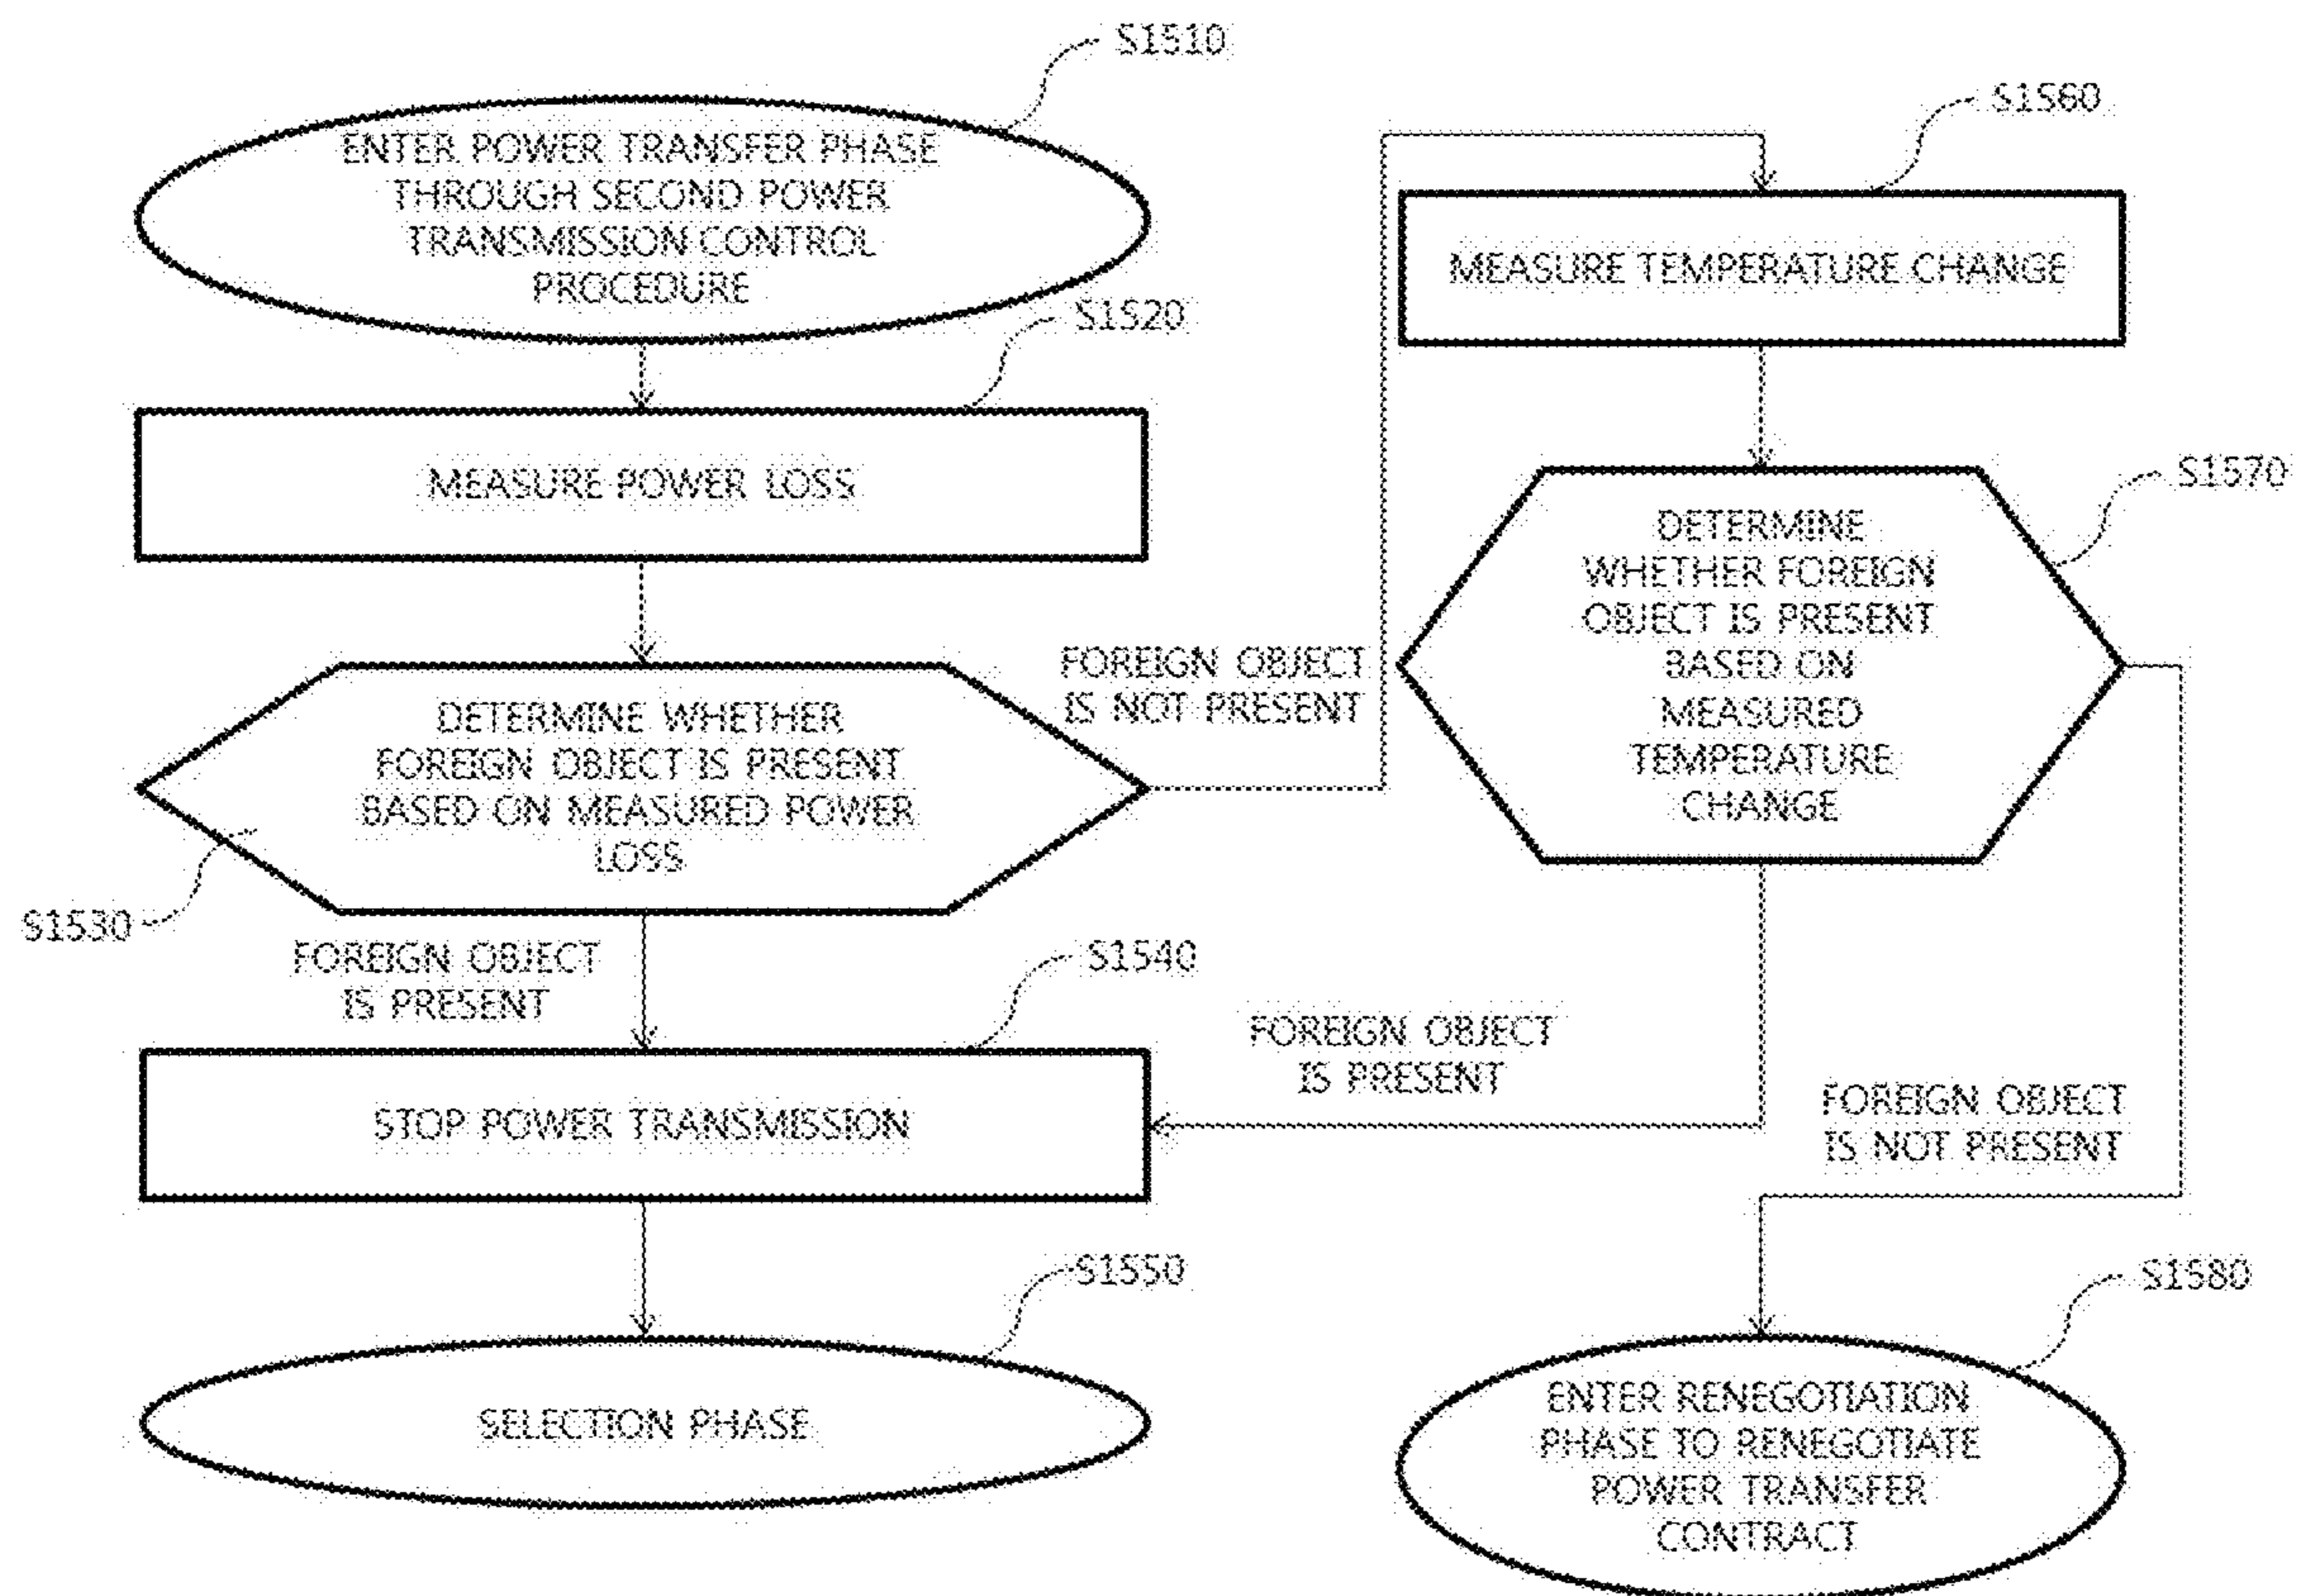 S1510
ENTER POWER TRANSFER PHASE
THROUGH SECOND POWER
TRANSMISSION CONTROL
PROCEDURE
S1520
MEASURE POWER LOSS
DETERMINE WHETHER
FOREIGN OBJECT IS PRESENT
BASED ON MEASURED POWER
LOSS
S1530
FOREIGN OBJECT
IS NOT PRESENT
FOREIGN OBJECT
IS PRESENT
S1540
STOP POWER TRANSMISSION
S1550
SELECTION PHASE
S1560
MEASURE TEMPERATURE CHANGE
S1570
DETERMINE
WHETHER FOREIGN
OBJECT IS PRESENT
BASED ON
MEASURED
TEMPERATURE
CHANGE
FOREIGN OBJECT
IS PRESENT
FOREIGN OBJECT
IS NOT PRESENT
S1580
ENTER RENEGOTIATION
PHASE TO RENEGOTIATE
POWER TRANSFER
CONTRACT